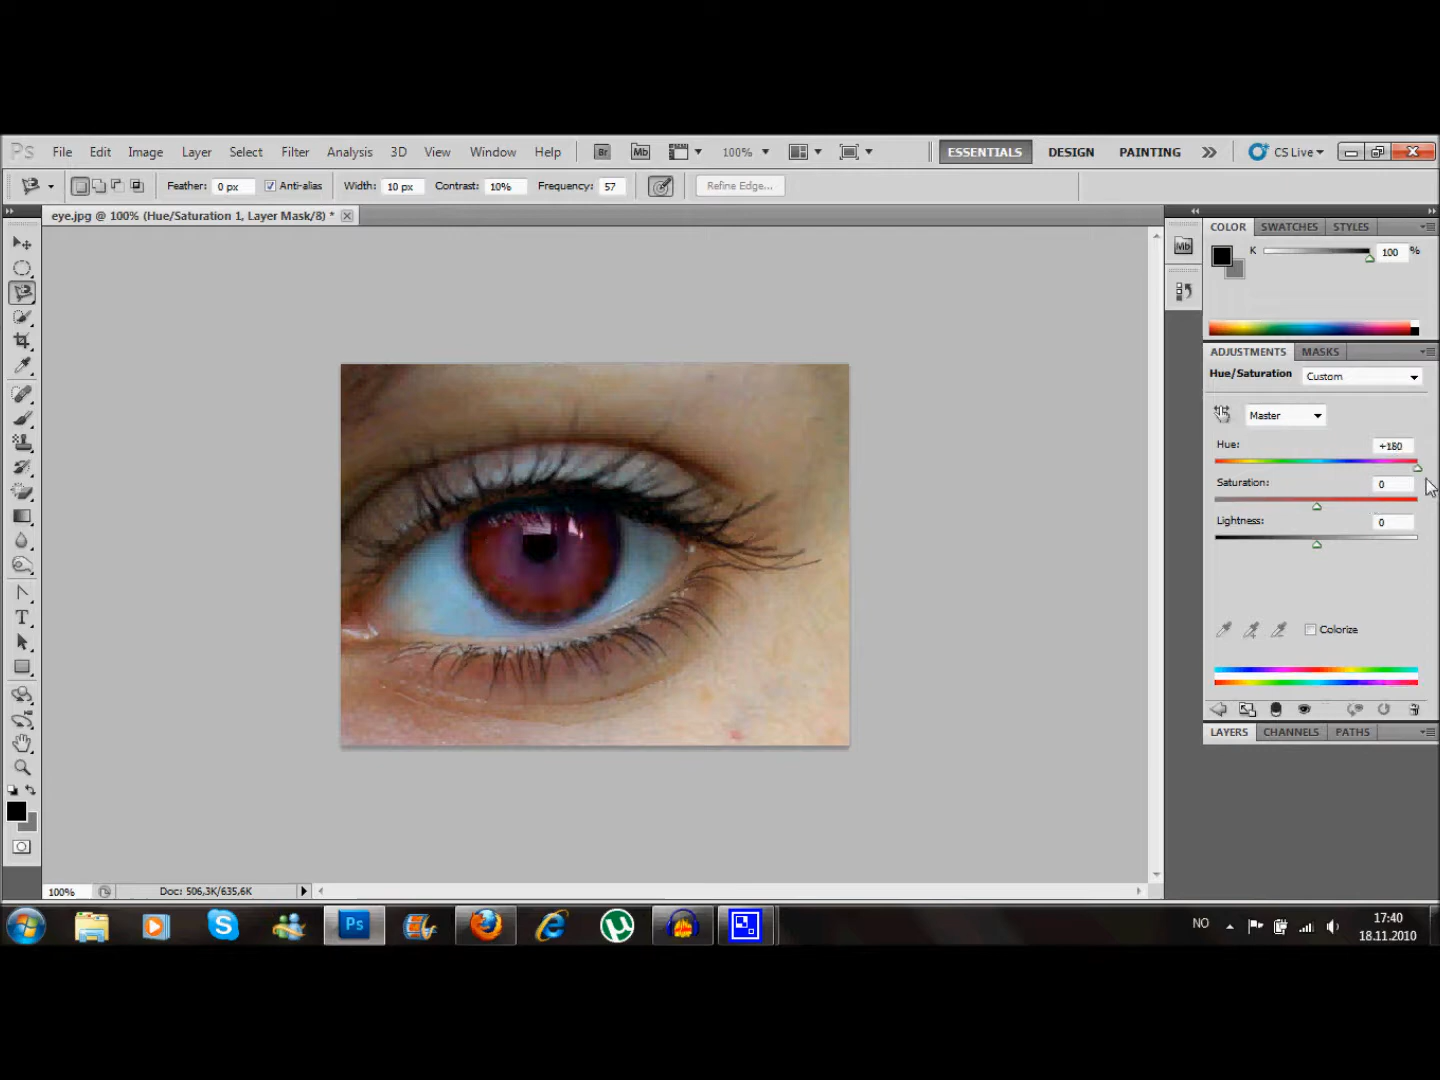 Ps File Edit Image Layer Select Filter Analysis 3D View Window Help Br Mb 100% ESSENTIALS DESIGN PAINTING CS Live
Feather: 0 px Anti-alias Width: 10 px Contrast: 10% Frequency: 57 Refine Edge...
eye.jpg @ 100% (Hue/Saturation 1, Layer Mask/8) *
COLOR SWATCHES STYLES
Mb
K 100 %
ADJUSTMENTS MASKS
Hue/Saturation Custom
Master
Hue: +180
Saturation: 0
Lightness: 0
Colorize
LAYERS CHANNELS PATHS
T
100% Doc: 506,3K/635,6K
S Ps µ NO 17:40
18.11.2010